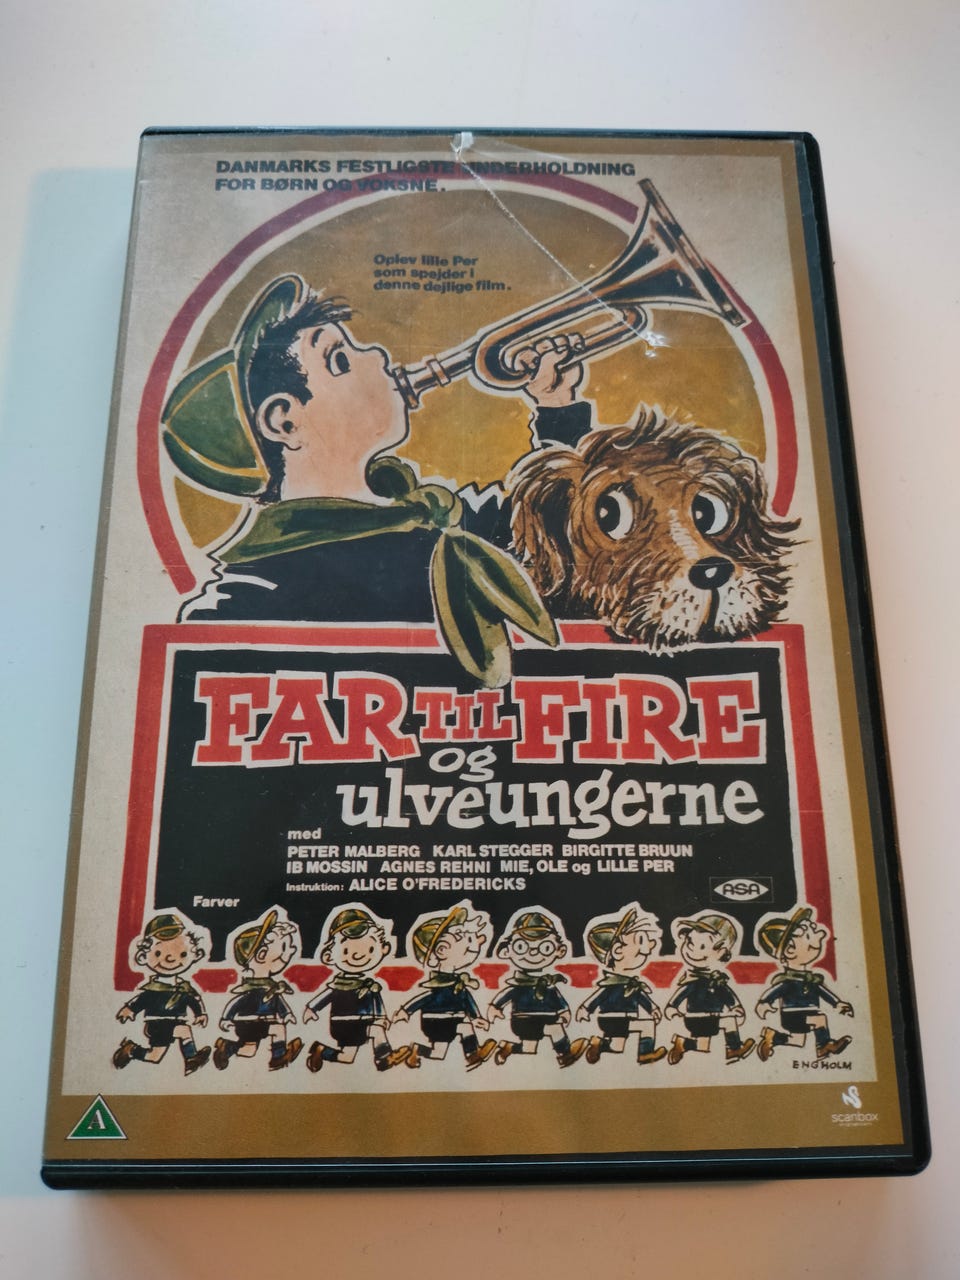 DANMARKS FESTLIGSTE UNDERHOLDNING
FOR BØRN OG VOKSNE.
Oplev lille Per
som spejder i
denne dejlige film.
FAR TIL FIRE
og
ulveungerne
med
PETER MALBERG KARL STEGGER BIRGITTE BRUUN
IB MOSSIN AGNES REHNI MIE, OLE og LILLE PER
Instruktion: ALICE O'FREDERICKS
ASA
Farver
ENGHOLM
A
scanbox